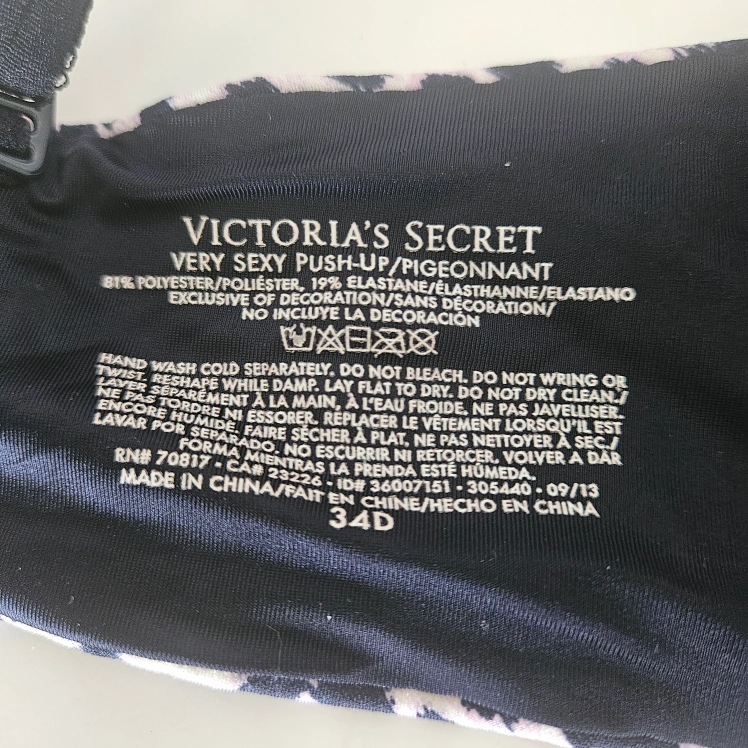 VICTORIA'S SECRET
VERY SEXY PUSH-UP/PIGEONNANT
81% POLYESTER/POLIÉSTER, 19% ELASTANE/ÉLASTHANNE/ELASTANO
EXCLUSIVE OF DECORATION/SANS DÉCORATION/
NO INCLUYE LA DECORACIÓN
HAND WASH COLD SEPARATELY. DO NOT BLEACH. DO NOT WRING OR
TWIST. RESHAPE WHILE DAMP. LAY FLAT TO DRY. DO NOT DRY CLEAN./
LAVER SÉPARÉMENT À LA MAIN, À L'EAU FROIDE. NE PAS JAVELLISER.
NE PAS TORDRE NI ESSORER. REPLACER LE VÊTEMENT LORSQU'IL EST
ENCORE HUMIDE. FAIRE SÉCHER À PLAT, NE PAS NETTOYER À SEC./
LAVAR POR SEPARADO. NO ESCURRIR NI RETORCER. VOLVER A DAR
FORMA MIENTRAS LA PRENDA ESTÉ HÚMEDA.
RN# 70817 - CA# 23226 - ID# 36007151 - 305440 - 09/13
MADE IN CHINA/FAIT EN CHINE/HECHO EN CHINA
34D